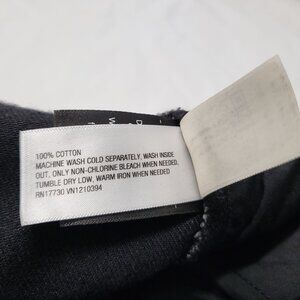 100% COTTON
MACHINE WASH COLD SEPARATELY, WASH INSIDE
OUT, ONLY NON-CHLORINE BLEACH WHEN NEEDED,
TUMBLE DRY LOW, WARM IRON WHEN NEEDED
RN17730 VN1210394